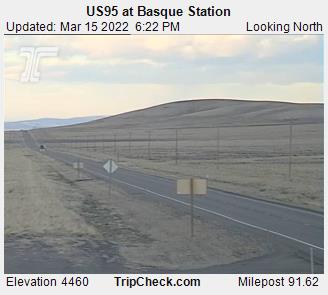 US95 at Basque Station
Updated: Mar 15 2022 6:22 PM Looking North
Elevation 4460 TripCheck.com Milepost 91.62